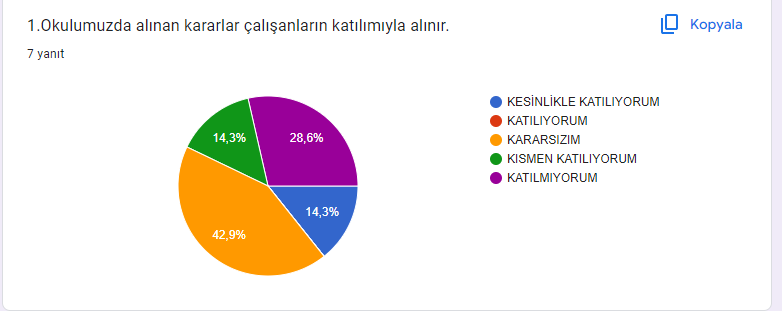 1.Okulumuzda alınan kararlar çalışanların katılımıyla alınır.
Kopyala
7 yanıt
KESİNLİKLE KATILIYORUM
KATILIYORUM
KARARSIZIM
KISMEN KATILIYORUM
KATILMIYORUM
14,3%
28,6%
14,3%
42,9%